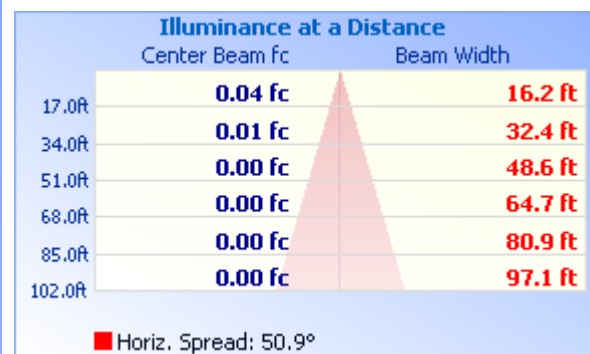 Illuminance at a Distance
Center Beam fc Beam Width
17.0ft 0.04 fc 16.2 ft
34.0ft 0.01 fc 32.4 ft
51.0ft 0.00 fc 48.6 ft
68.0ft 0.00 fc 64.7 ft
85.0ft 0.00 fc 80.9 ft
102.0ft 0.00 fc 97.1 ft
Horiz. Spread: 50.9°